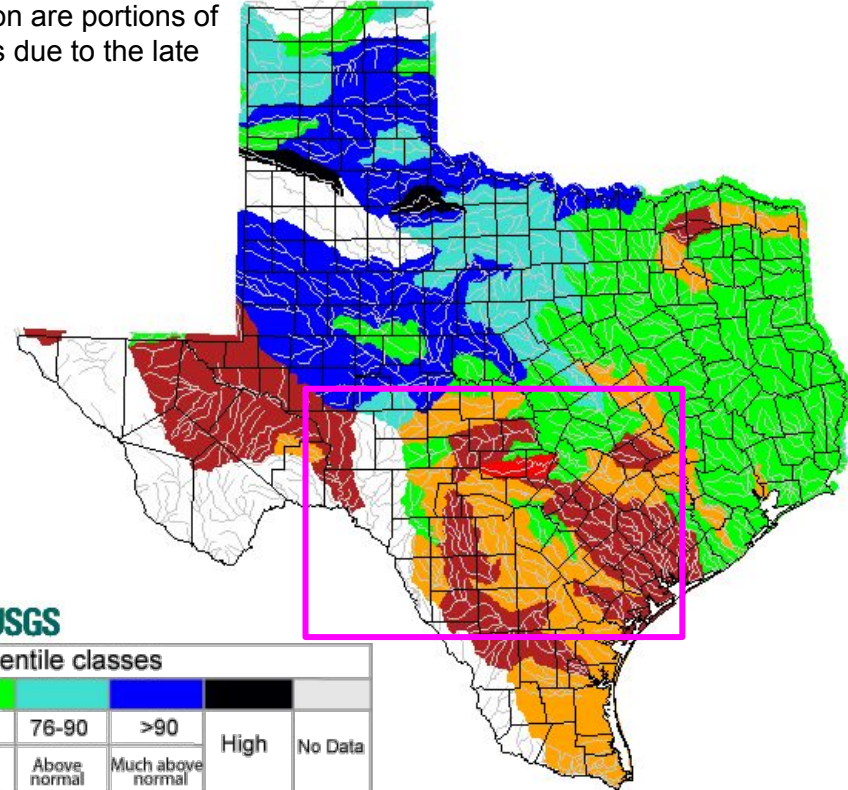 on are portions of
s due to the late
USGS
entile classes
76-90 >90 High No Data
Above normal Much above normal